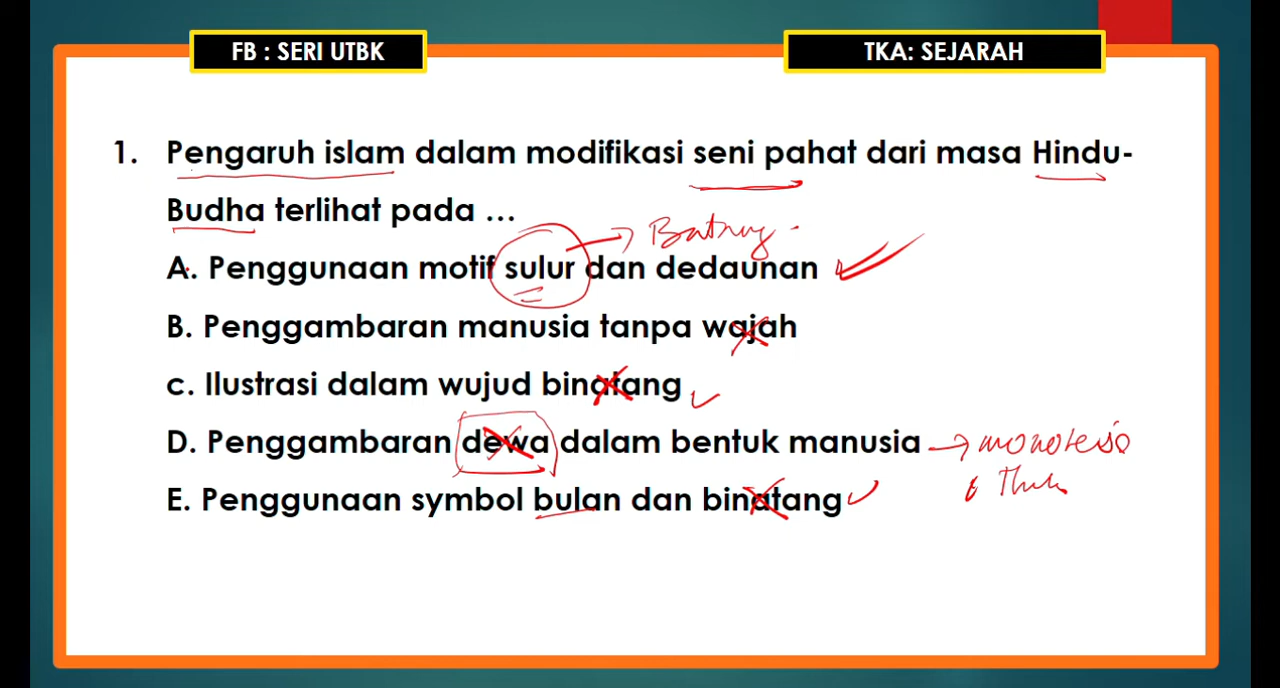 FB : SERI UTBK
TKA: SEJARAH
1. Pengaruh islam dalam modifikasi seni pahat dari masa Hindu-
Budha terlihat pada ...
A. Penggunaan motif sulur dan dedaunan
B. Penggambaran manusia tanpa wajah
c. Ilustrasi dalam wujud binatang
D. Penggambaran dewa dalam bentuk manusia
E. Penggunaan symbol bulan dan binatang